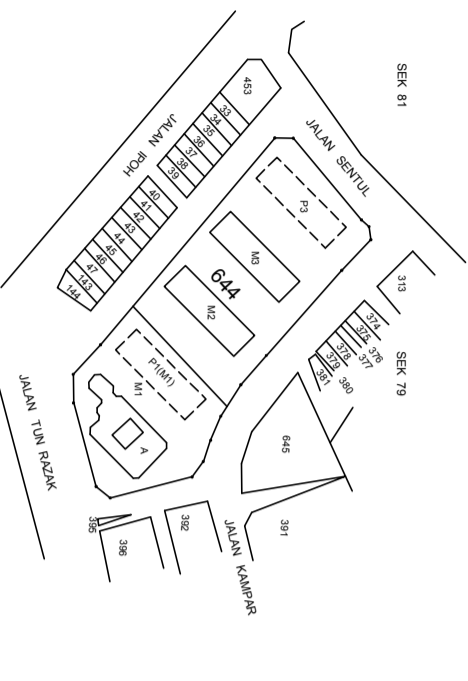 SEK 81
JALAN SENTUL
453
33
34
35
36
37
38
39
JALAN IPOH
40
41
42
43
44
45
46
47
143
144
P3
M3
644
M2
P1(M1)
M1
A
313
SEK 79
374
375
376
377
378
379
380
381
645
391
392
395
396
JALAN KAMPAR
JALAN TUN RAZAK